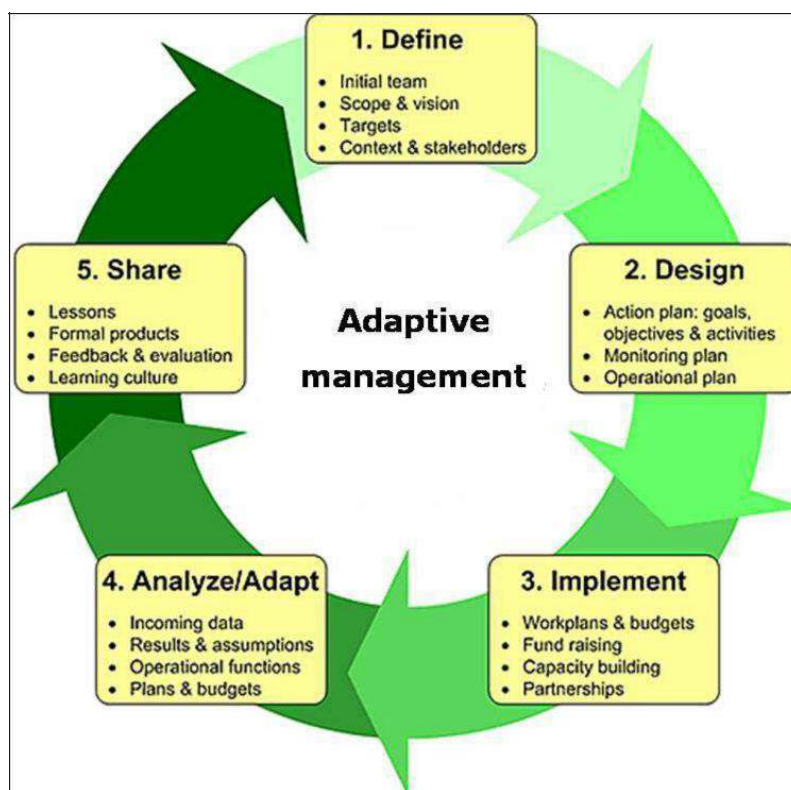 1. Define
• Initial team
• Scope & vision
• Targets
• Context & stakeholders
2. Design
• Action plan: goals,
objectives & activities
• Monitoring plan
• Operational plan
3. Implement
• Workplans & budgets
• Fund raising
• Capacity building
• Partnerships
4. Analyze/Adapt
• Incoming data
• Results & assumptions
• Operational functions
• Plans & budgets
5. Share
• Lessons
• Formal products
• Feedback & evaluation
• Learning culture
Adaptive
management